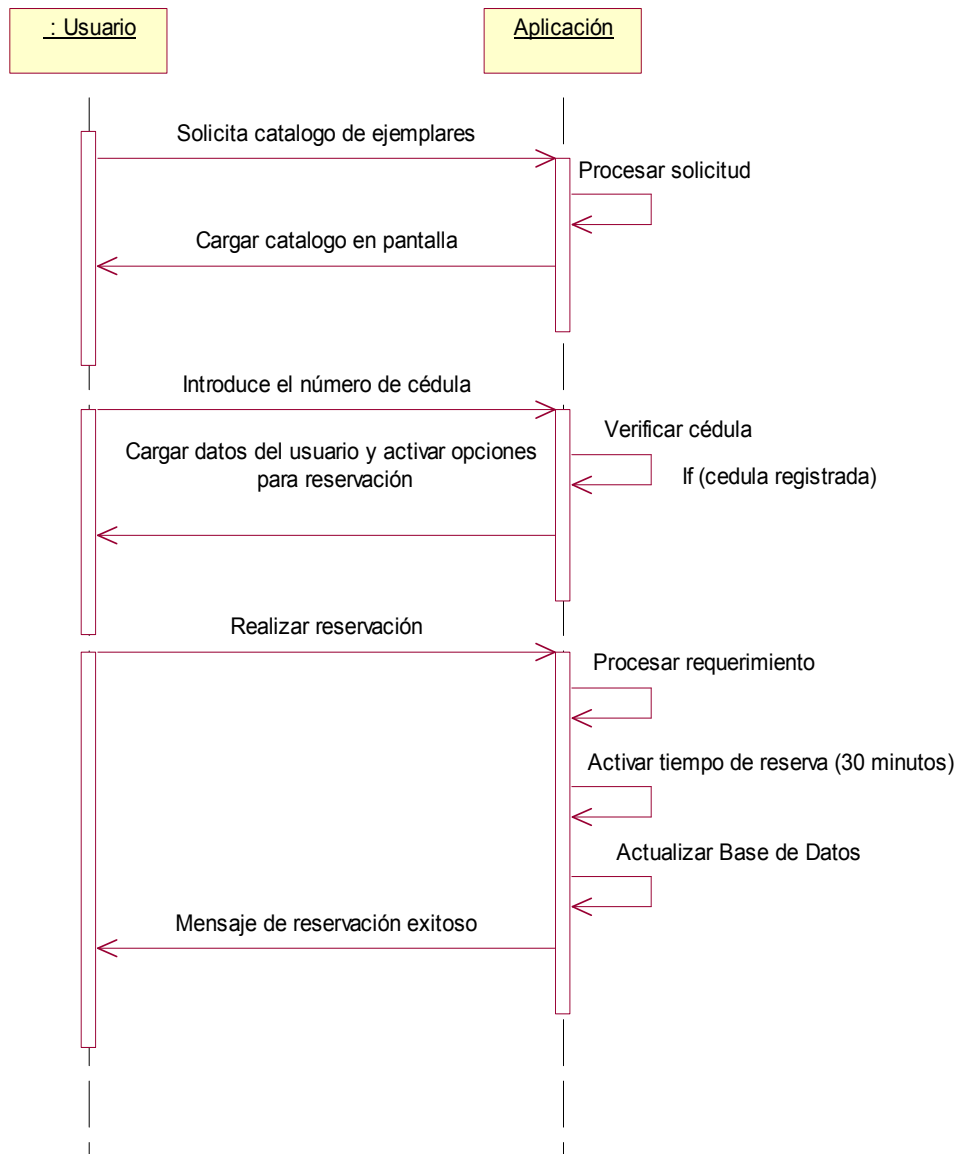 : Usuario
Aplicación
Solicita catalogo de ejemplares
Procesar solicitud
Cargar catalogo en pantalla
Introduce el número de cédula
Verificar cédula
Cargar datos del usuario y activar opciones
para reservación
If (cedula registrada)
Realizar reservación
Procesar requerimiento
Activar tiempo de reserva (30 minutos)
Actualizar Base de Datos
Mensaje de reservación exitoso